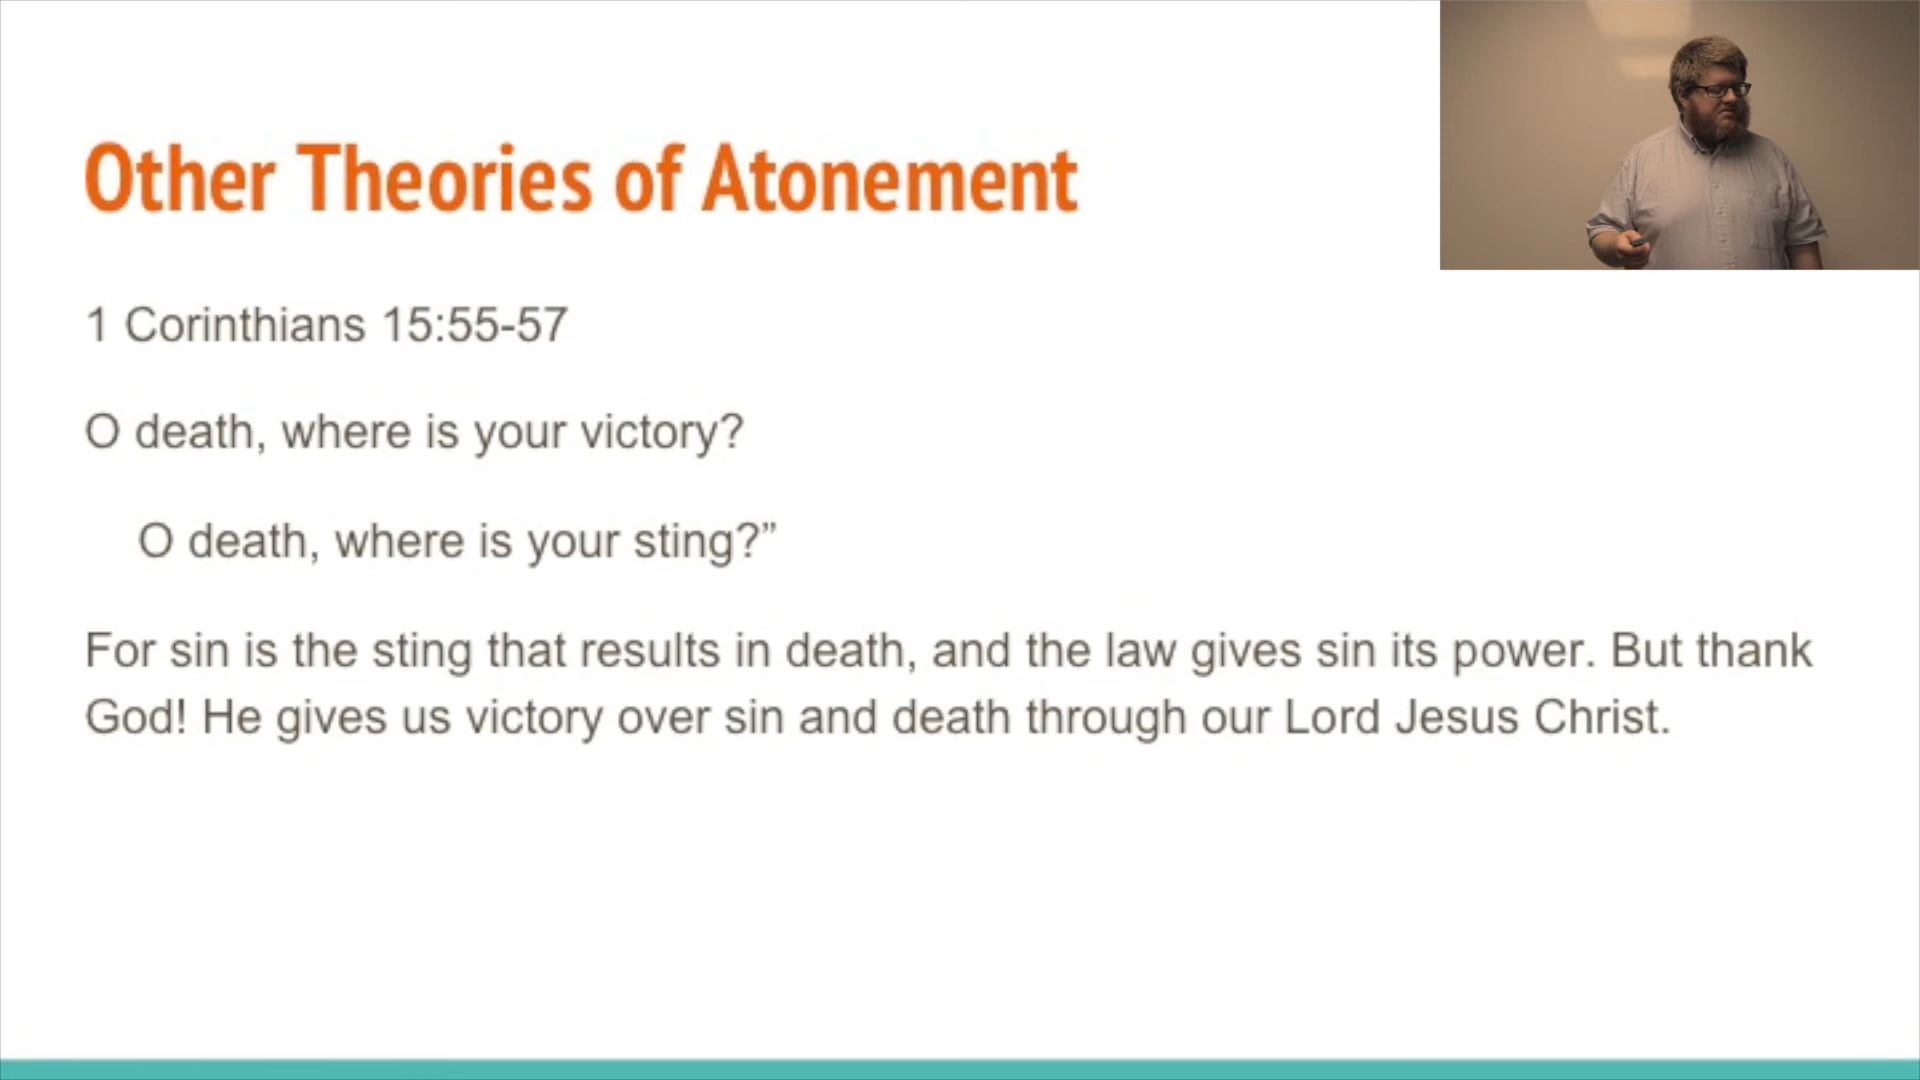 Other Theories of Atonement
1 Corinthians 15:55-57
O death, where is your victory?
O death, where is your sting?”
For sin is the sting that results in death, and the law gives sin its power. But thank
God! He gives us victory over sin and death through our Lord Jesus Christ.